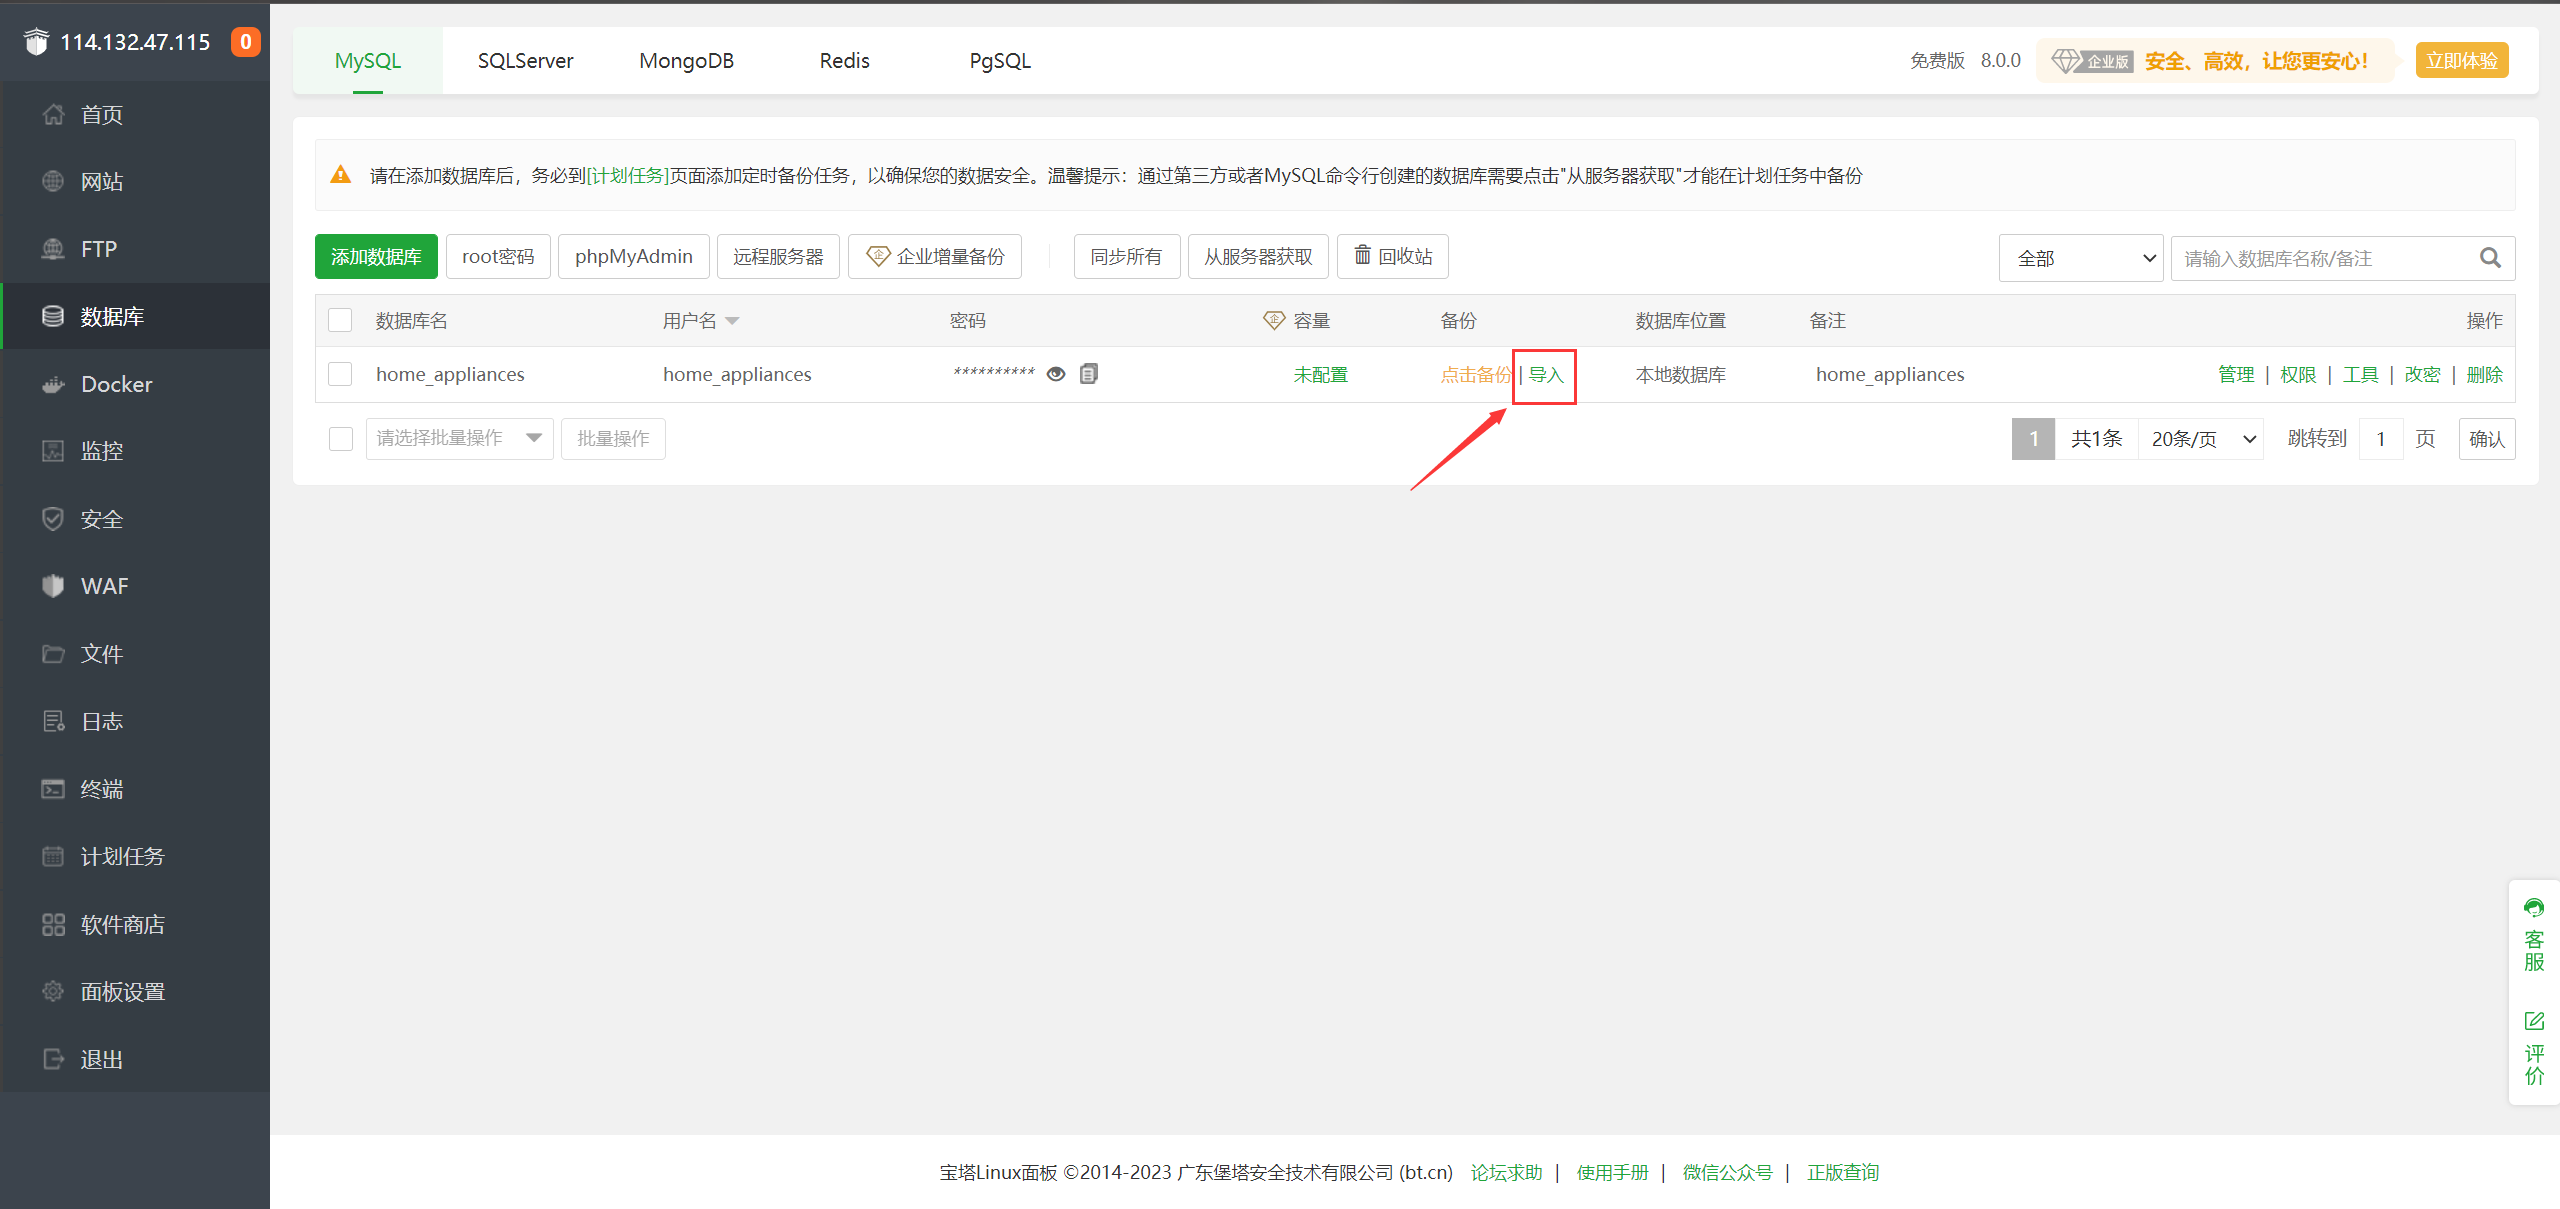 114.132.47.115 0
首页
网站
FTP
数据库
Docker
监控
安全
WAF
文件
日志
终端
计划任务
软件商店
面板设置
退出
MySQL SQLServer MongoDB Redis PgSQL 免费版 8.0.0 企业版 安全、高效，让您更安心！ 立即体验
请在添加数据库后，务必到[计划任务]页面添加定时备份任务，以确保您的数据安全。温馨提示：通过第三方或者MySQL命令行创建的数据库需要点击"从服务器获取"才能在计划任务中备份
添加数据库 root密码 phpMyAdmin 远程服务器 企 企业增量备份 同步所有 从服务器获取 回收站 全部 请输入数据库名称/备注
数据库名 用户名 密码 企 容量 备份 数据库位置 备注 操作
home_appliances home_appliances ********** 未配置 点击备份 | 导入 本地数据库 home_appliances 管理 | 权限 | 工具 | 改密 | 删除
请选择批量操作 批量操作 1 共1条 20条/页 跳转到 1 页 确认
客服
评价
宝塔Linux面板 ©2014-2023 广东堡塔安全技术有限公司 (bt.cn) 论坛求助 | 使用手册 | 微信公众号 | 正版查询